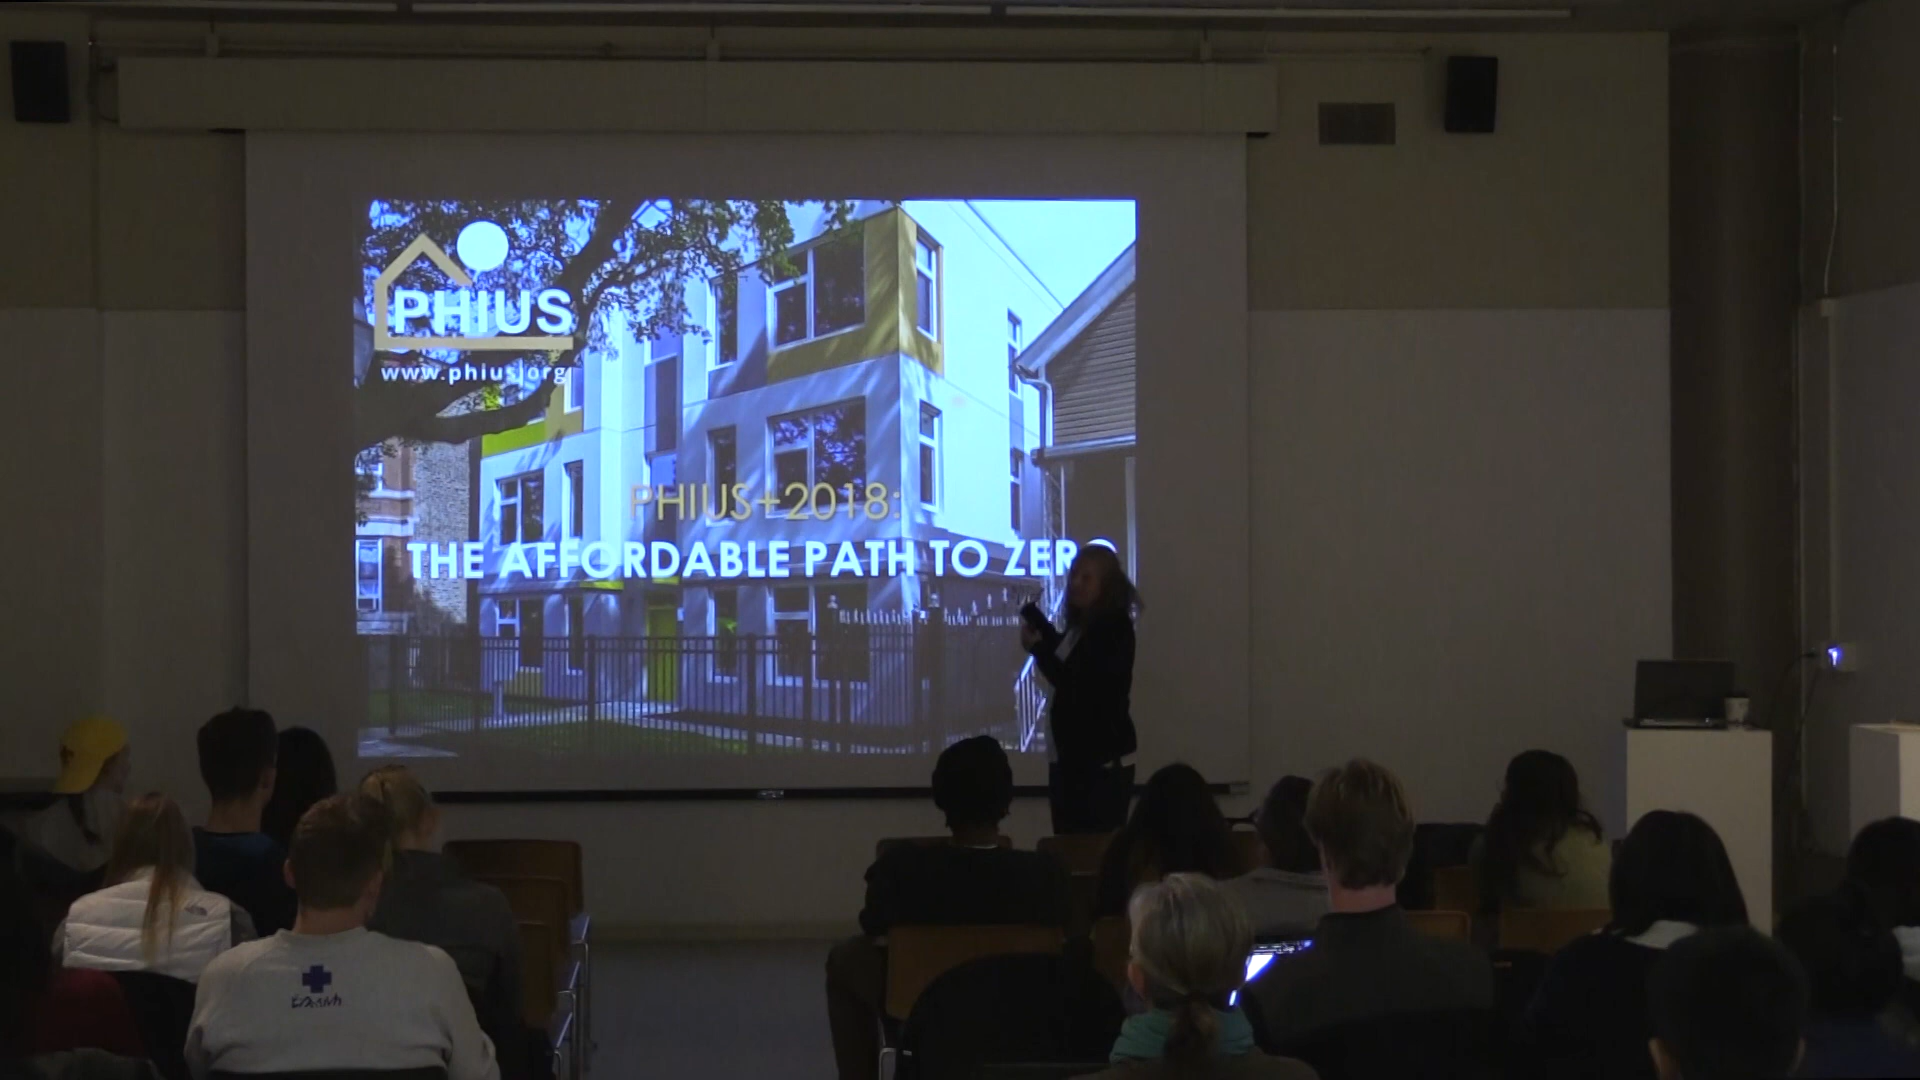 PHIUS
www.phius.org
PHIUS+2018:
THE AFFORDABLE PATH TO ZERO